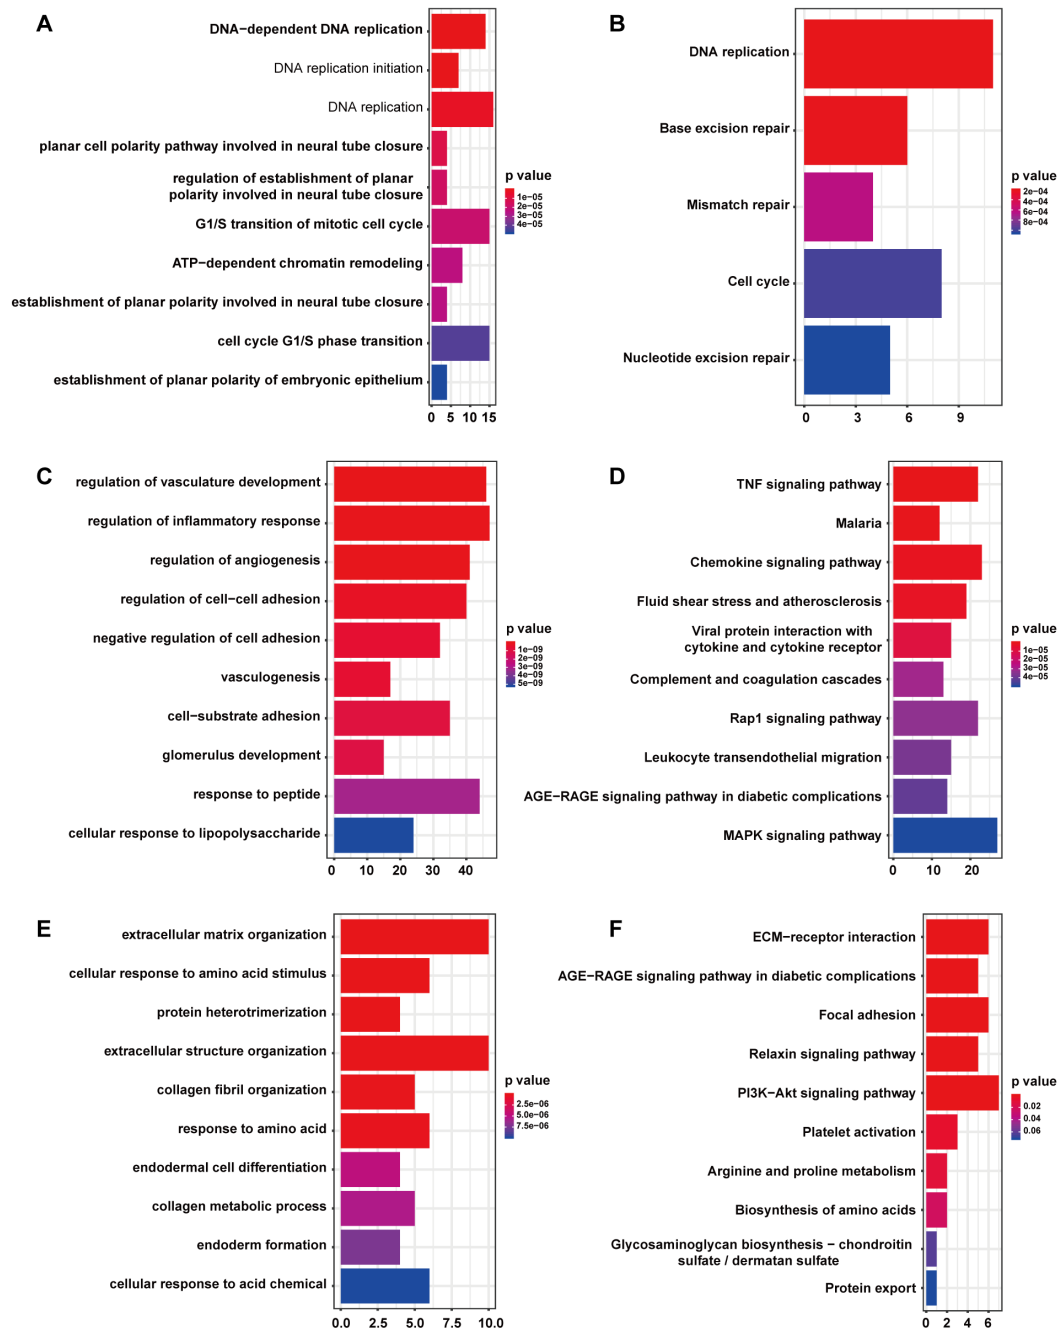 A
DNA−dependent DNA replication
DNA replication initiation
DNA replication
planar cell polarity pathway involved in neural tube closure
regulation of establishment of planar
polarity involved in neural tube closure
G1/S transition of mitotic cell cycle
ATP−dependent chromatin remodeling
establishment of planar polarity involved in neural tube closure
cell cycle G1/S phase transition
establishment of planar polarity of embryonic epithelium
0 5 10 15
p value
1e−05
2e−05
3e−05
4e−05
B
DNA replication
Base excision repair
Mismatch repair
Cell cycle
Nucleotide excision repair
0 3 6 9
p value
2e−04
4e−04
6e−04
8e−04
C
regulation of vasculature development
regulation of inflammatory response
regulation of angiogenesis
regulation of cell−cell adhesion
negative regulation of cell adhesion
vasculogenesis
cell−substrate adhesion
glomerulus development
response to peptide
cellular response to lipopolysaccharide
0 10 20 30 40
p value
1e−09
2e−09
3e−09
4e−09
5e−09
D
TNF signaling pathway
Malaria
Chemokine signaling pathway
Fluid shear stress and atherosclerosis
Viral protein interaction with
cytokine and cytokine receptor
Complement and coagulation cascades
Rap1 signaling pathway
Leukocyte transendothelial migration
AGE−RAGE signaling pathway in diabetic complications
MAPK signaling pathway
0 10 20
p value
1e−05
2e−05
3e−05
4e−05
E
extracellular matrix organization
cellular response to amino acid stimulus
protein heterotrimerization
extracellular structure organization
collagen fibril organization
response to amino acid
endodermal cell differentiation
collagen metabolic process
endoderm formation
cellular response to acid chemical
0.0 2.5 5.0 7.5 10.0
p value
2.5e−06
5.0e−06
7.5e−06
F
ECM−receptor interaction
AGE−RAGE signaling pathway in diabetic complications
Focal adhesion
Relaxin signaling pathway
PI3K−Akt signaling pathway
Platelet activation
Arginine and proline metabolism
Biosynthesis of amino acids
Glycosaminoglycan biosynthesis − chondroitin
sulfate / dermatan sulfate
Protein export
0 2 4 6
p value
0.02
0.04
0.06